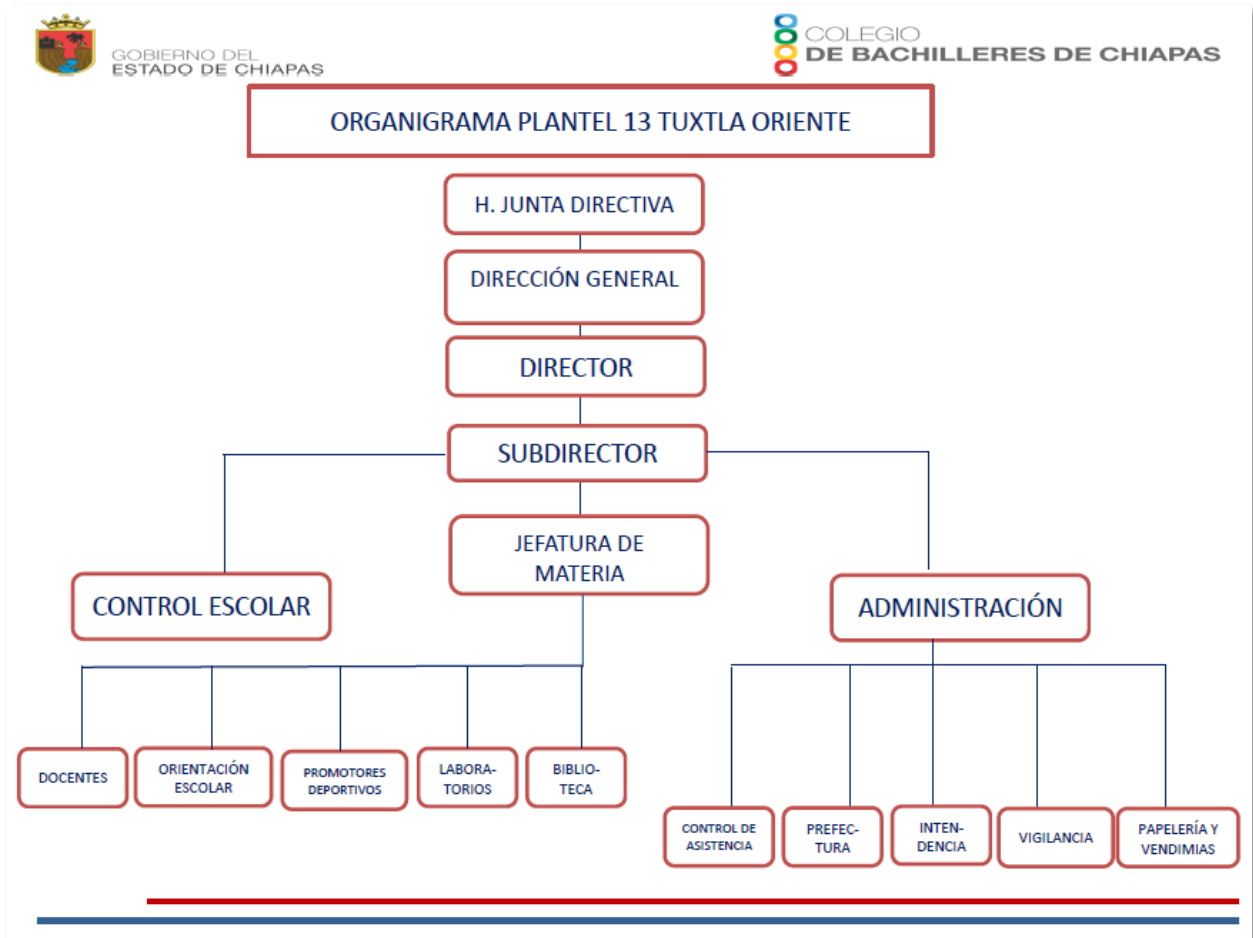 GOBIERNO DEL
ESTADO DE CHIAPAS
COLEGIO
DE BACHILLERES DE CHIAPAS
ORGANIGRAMA PLANTEL 13 TUXTLA ORIENTE
H. JUNTA DIRECTIVA
DIRECCIÓN GENERAL
DIRECTOR
SUBDIRECTOR
JEFATURA DE
MATERIA
CONTROL ESCOLAR
ADMINISTRACIÓN
DOCENTES
ORIENTACIÓN
ESCOLAR
PROMOTORES
DEPORTIVOS
LABORA-
TORIOS
BIBLIO-
TECA
CONTROL DE
ASISTENCIA
PREFEC-
TURA
INTEN-
DENCIA
VIGILANCIA
PAPELERÍA Y
VENDIMIAS